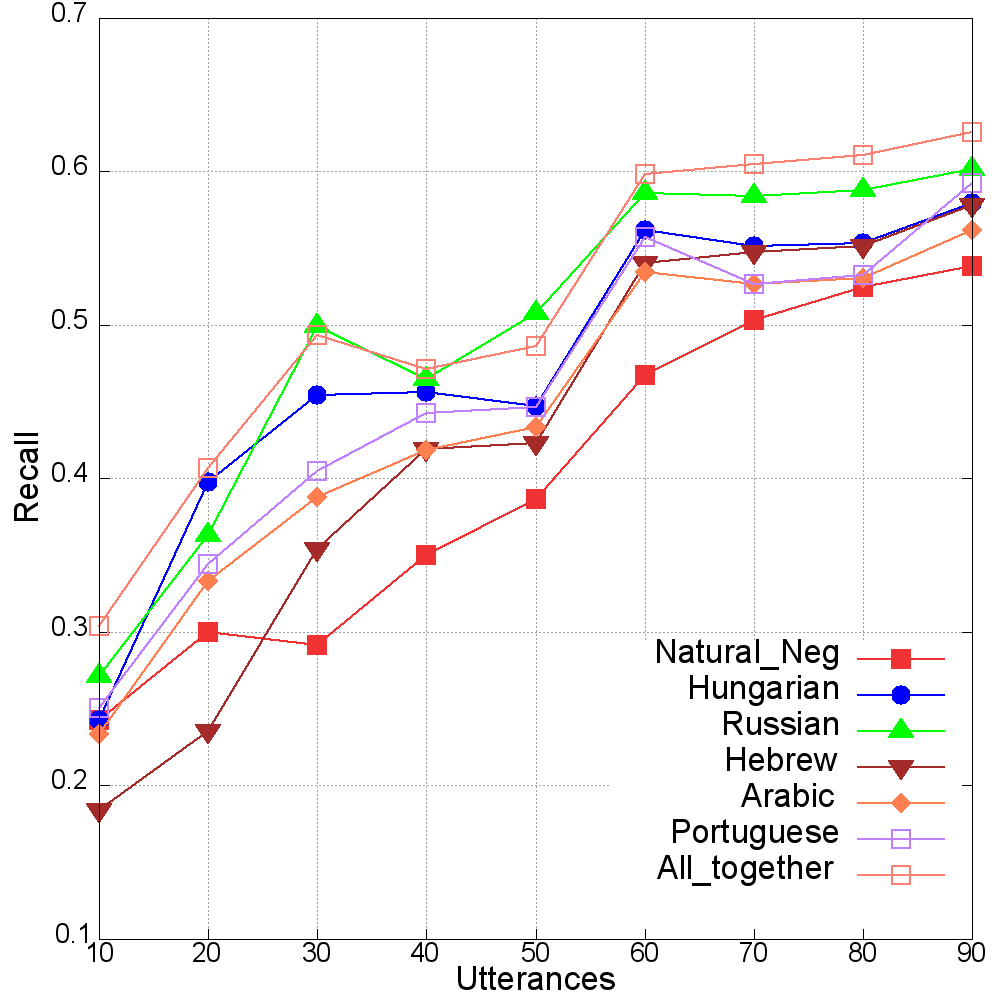 0.7
0.6
0.5
0.4
0.3
0.2
0.1
Recall
Natural_Neg
Hungarian
Russian
Hebrew
Arabic
Portuguese
All_together
10 20 30 40 50 60 70 80 90
Utterances